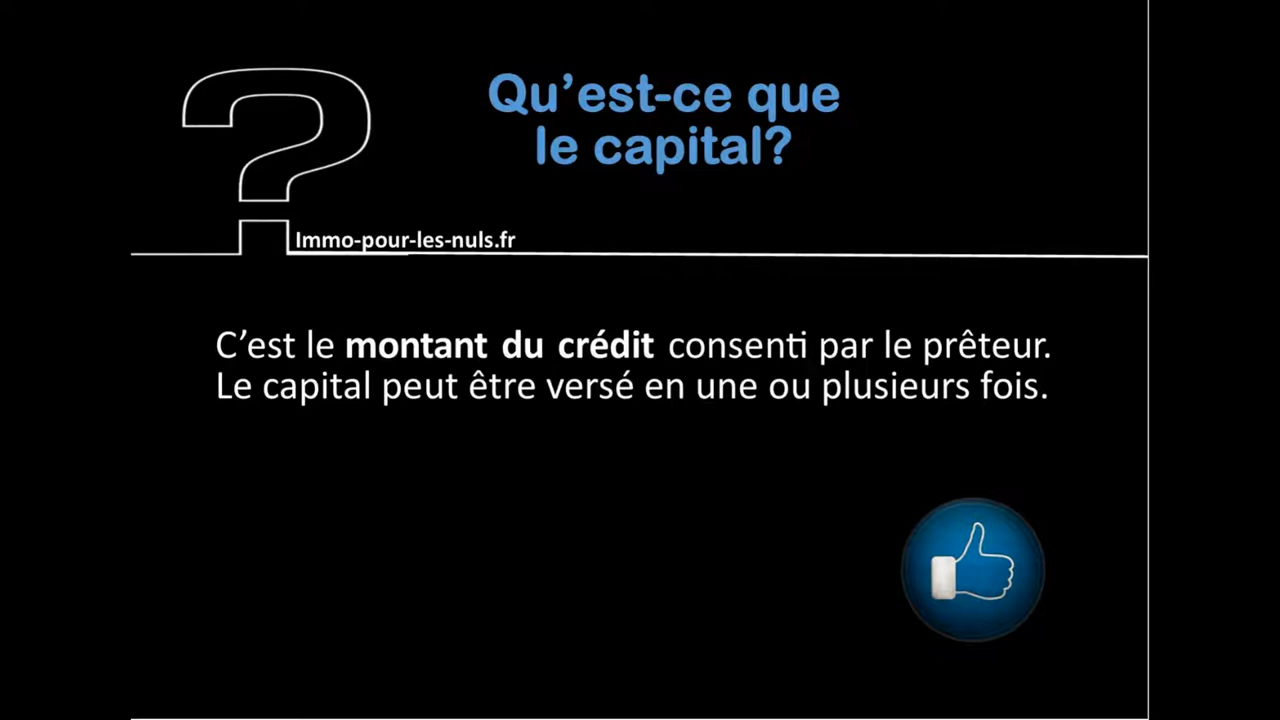 Qu’est-ce que
le capital?
Immo-pour-les-nuls.fr
C’est le montant du crédit consenti par le prêteur.
Le capital peut être versé en une ou plusieurs fois.